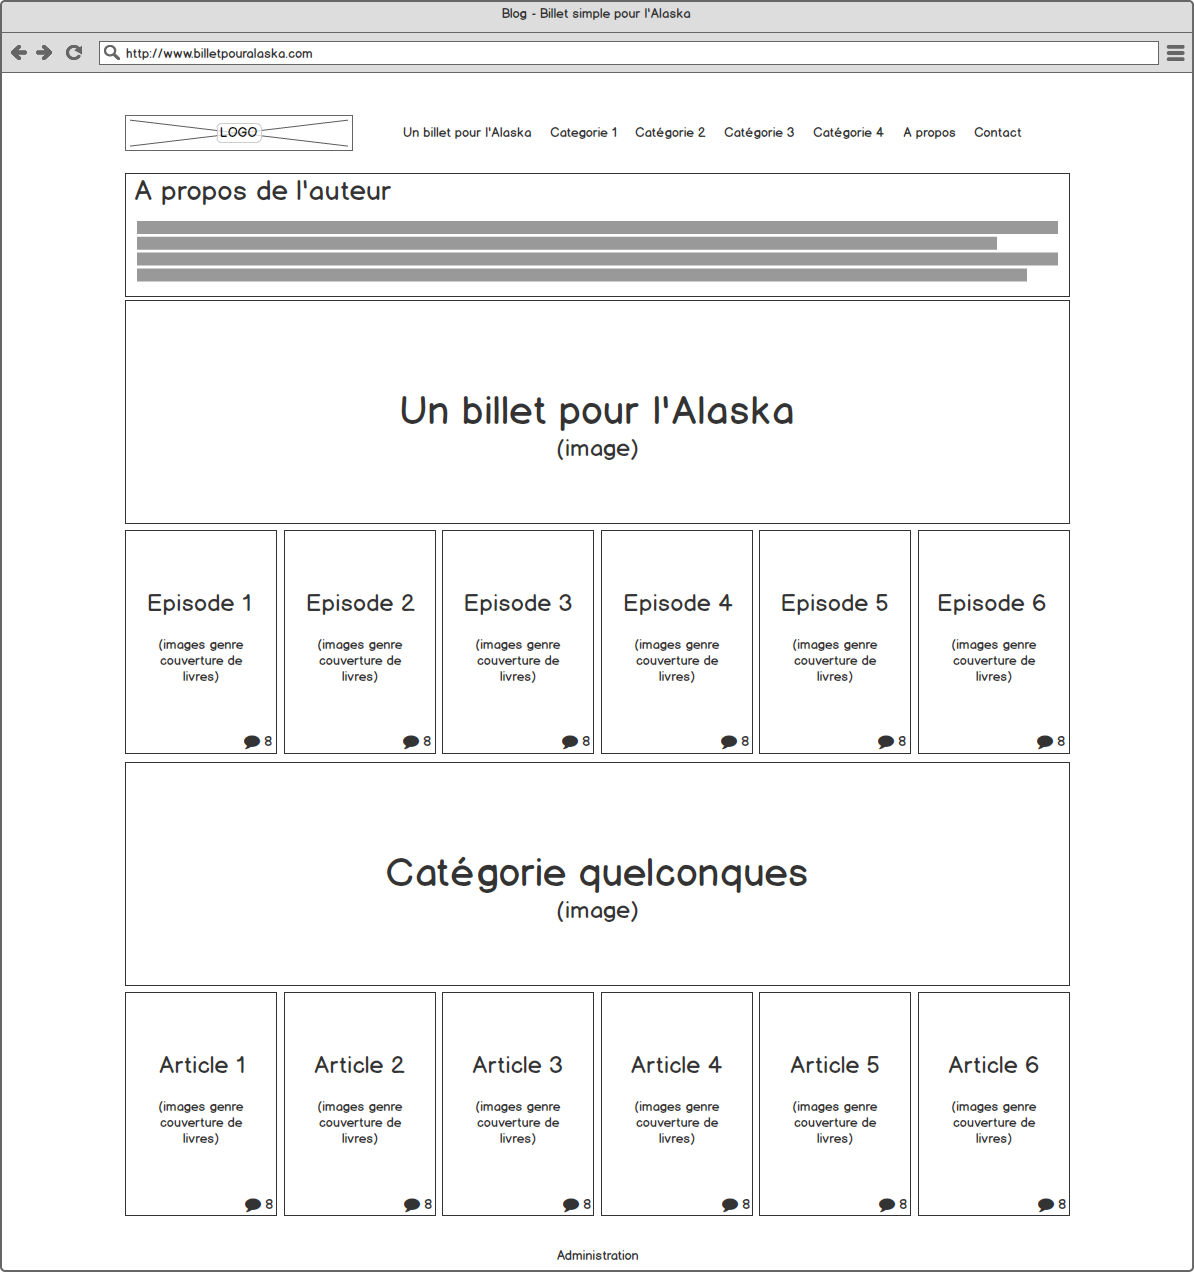 Blog - Billet simple pour l'Alaska
http://www.billetpouralaska.com
LOGO
Un billet pour l'Alaska Categorie 1 Catégorie 2 Catégorie 3 Catégorie 4 A propos Contact
A propos de l'auteur
Un billet pour l'Alaska
(image)
Episode 1 Episode 2 Episode 3 Episode 4 Episode 5 Episode 6
(images genre (images genre (images genre (images genre (images genre (images genre
couverture de couverture de couverture de couverture de couverture de couverture de
livres) livres) livres) livres) livres) livres)
8 8 8 8 8 8
Catégorie quelconques
(image)
Article 1 Article 2 Article 3 Article 4 Article 5 Article 6
(images genre (images genre (images genre (images genre (images genre (images genre
couverture de couverture de couverture de couverture de couverture de couverture de
livres) livres) livres) livres) livres) livres)
8 8 8 8 8 8
Administration